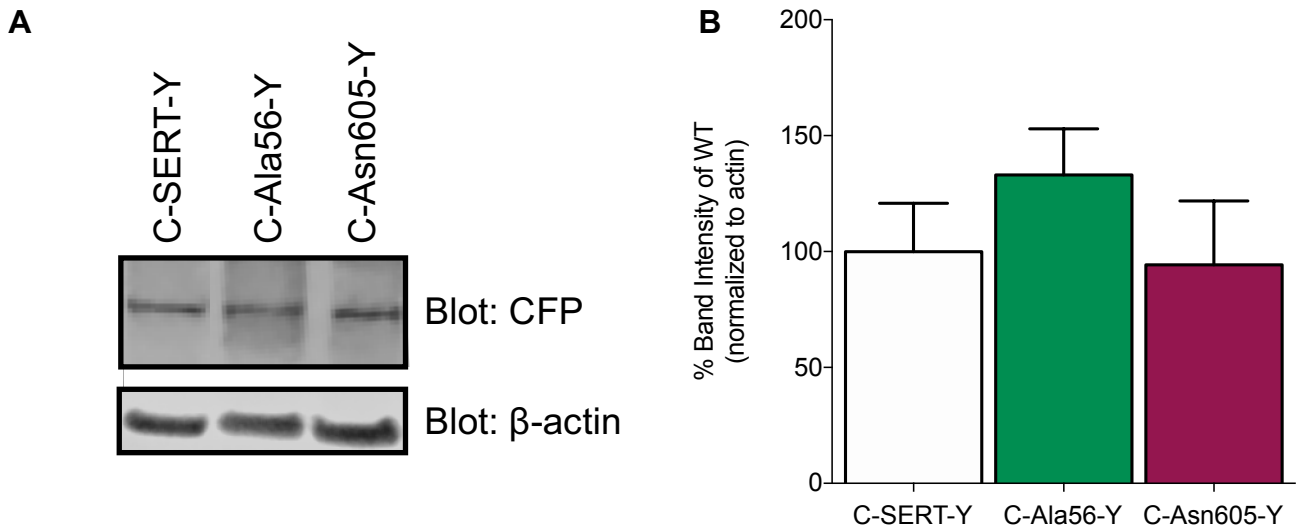 A
C-SERT-Y
C-Ala56-Y
C-Asn605-Y
Blot: CFP
Blot: β-actin
B
% Band Intensity of WT
(normalized to actin)
200
150
100
50
0
C-SERT-Y
C-Ala56-Y
C-Asn605-Y